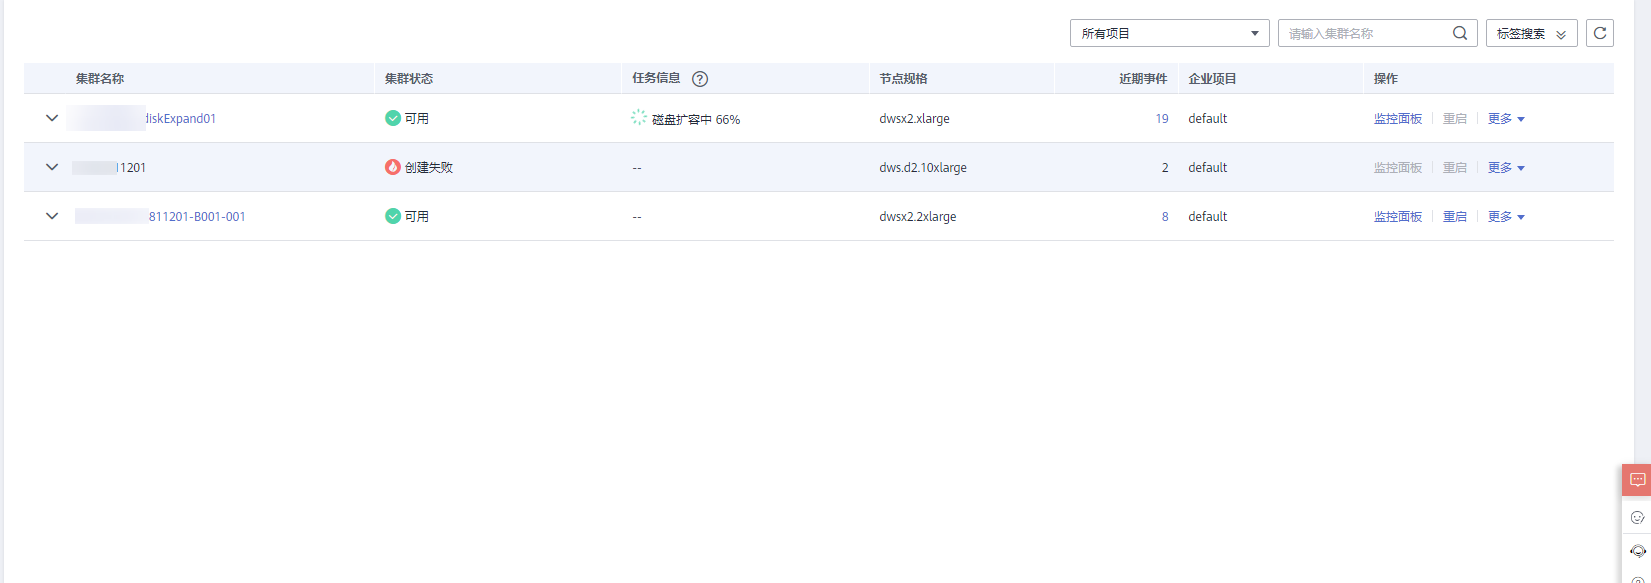 所有项目 请输入集群名称 标签搜索
集群名称 集群状态 任务信息 ? 节点规格 近期事件 企业项目 操作
diskExpand01 可用 磁盘扩容中 66% dwsx2.xlarge 19 default 监控面板 重启 更多
11201 创建失败 -- dws.d2.10xlarge 2 default 监控面板 重启 更多
811201-B001-001 可用 -- dwsx2.2xlarge 8 default 监控面板 重启 更多